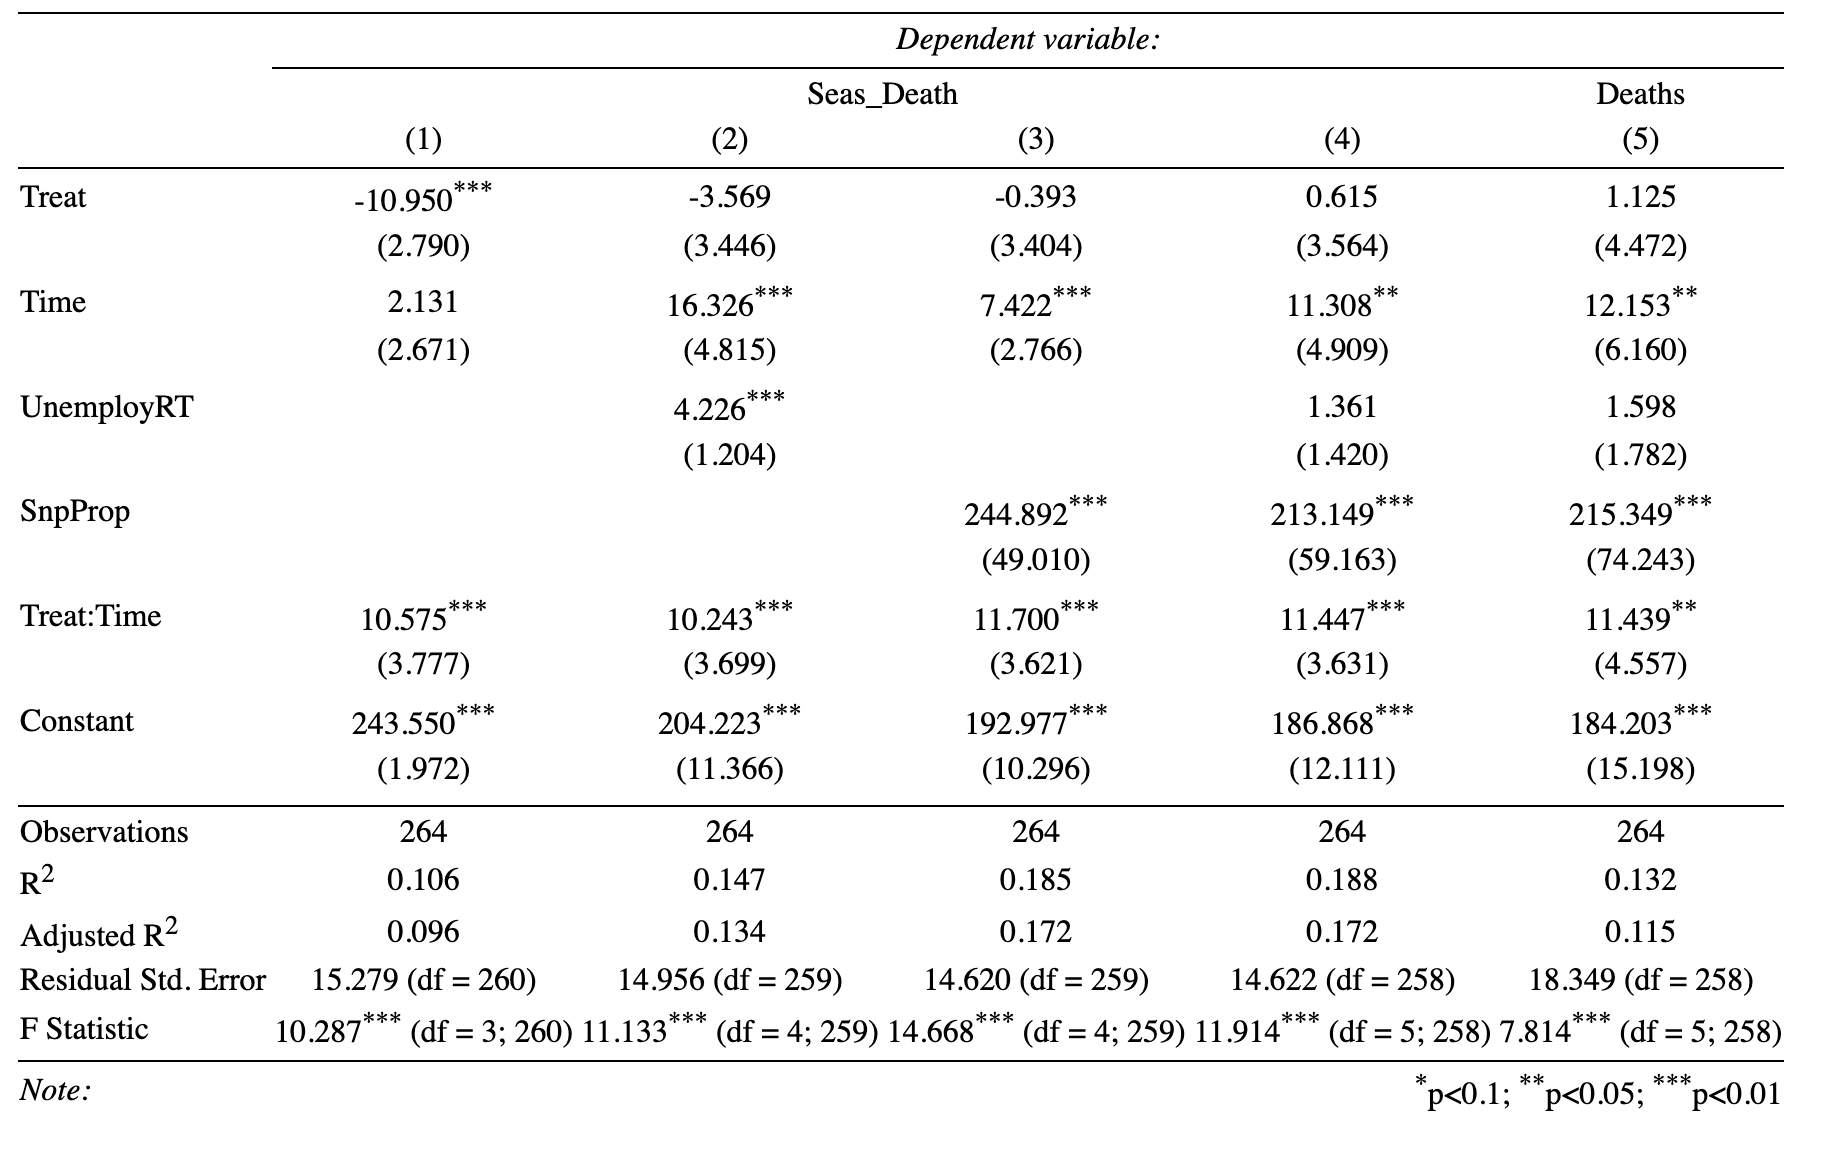 Dependent variable:
Seas_Death Deaths
(1) (2) (3) (4) (5)
Treat -10.950*** -3.569 -0.393 0.615 1.125
(2.790) (3.446) (3.404) (3.564) (4.472)
Time 2.131 16.326*** 7.422*** 11.308** 12.153**
(2.671) (4.815) (2.766) (4.909) (6.160)
UnemployRT 4.226*** 1.361 1.598
(1.204) (1.420) (1.782)
SnpProp 244.892*** 213.149*** 215.349***
(49.010) (59.163) (74.243)
Treat:Time 10.575*** 10.243*** 11.700*** 11.447*** 11.439**
(3.777) (3.699) (3.621) (3.631) (4.557)
Constant 243.550*** 204.223*** 192.977*** 186.868*** 184.203***
(1.972) (11.366) (10.296) (12.111) (15.198)
Observations 264 264 264 264 264
R2 0.106 0.147 0.185 0.188 0.132
Adjusted R2 0.096 0.134 0.172 0.172 0.115
Residual Std. Error 15.279 (df = 260) 14.956 (df = 259) 14.620 (df = 259) 14.622 (df = 258) 18.349 (df = 258)
F Statistic 10.287*** (df = 3; 260) 11.133*** (df = 4; 259) 14.668*** (df = 4; 259) 11.914*** (df = 5; 258) 7.814*** (df = 5; 258)
Note: *p<0.1; **p<0.05; ***p<0.01